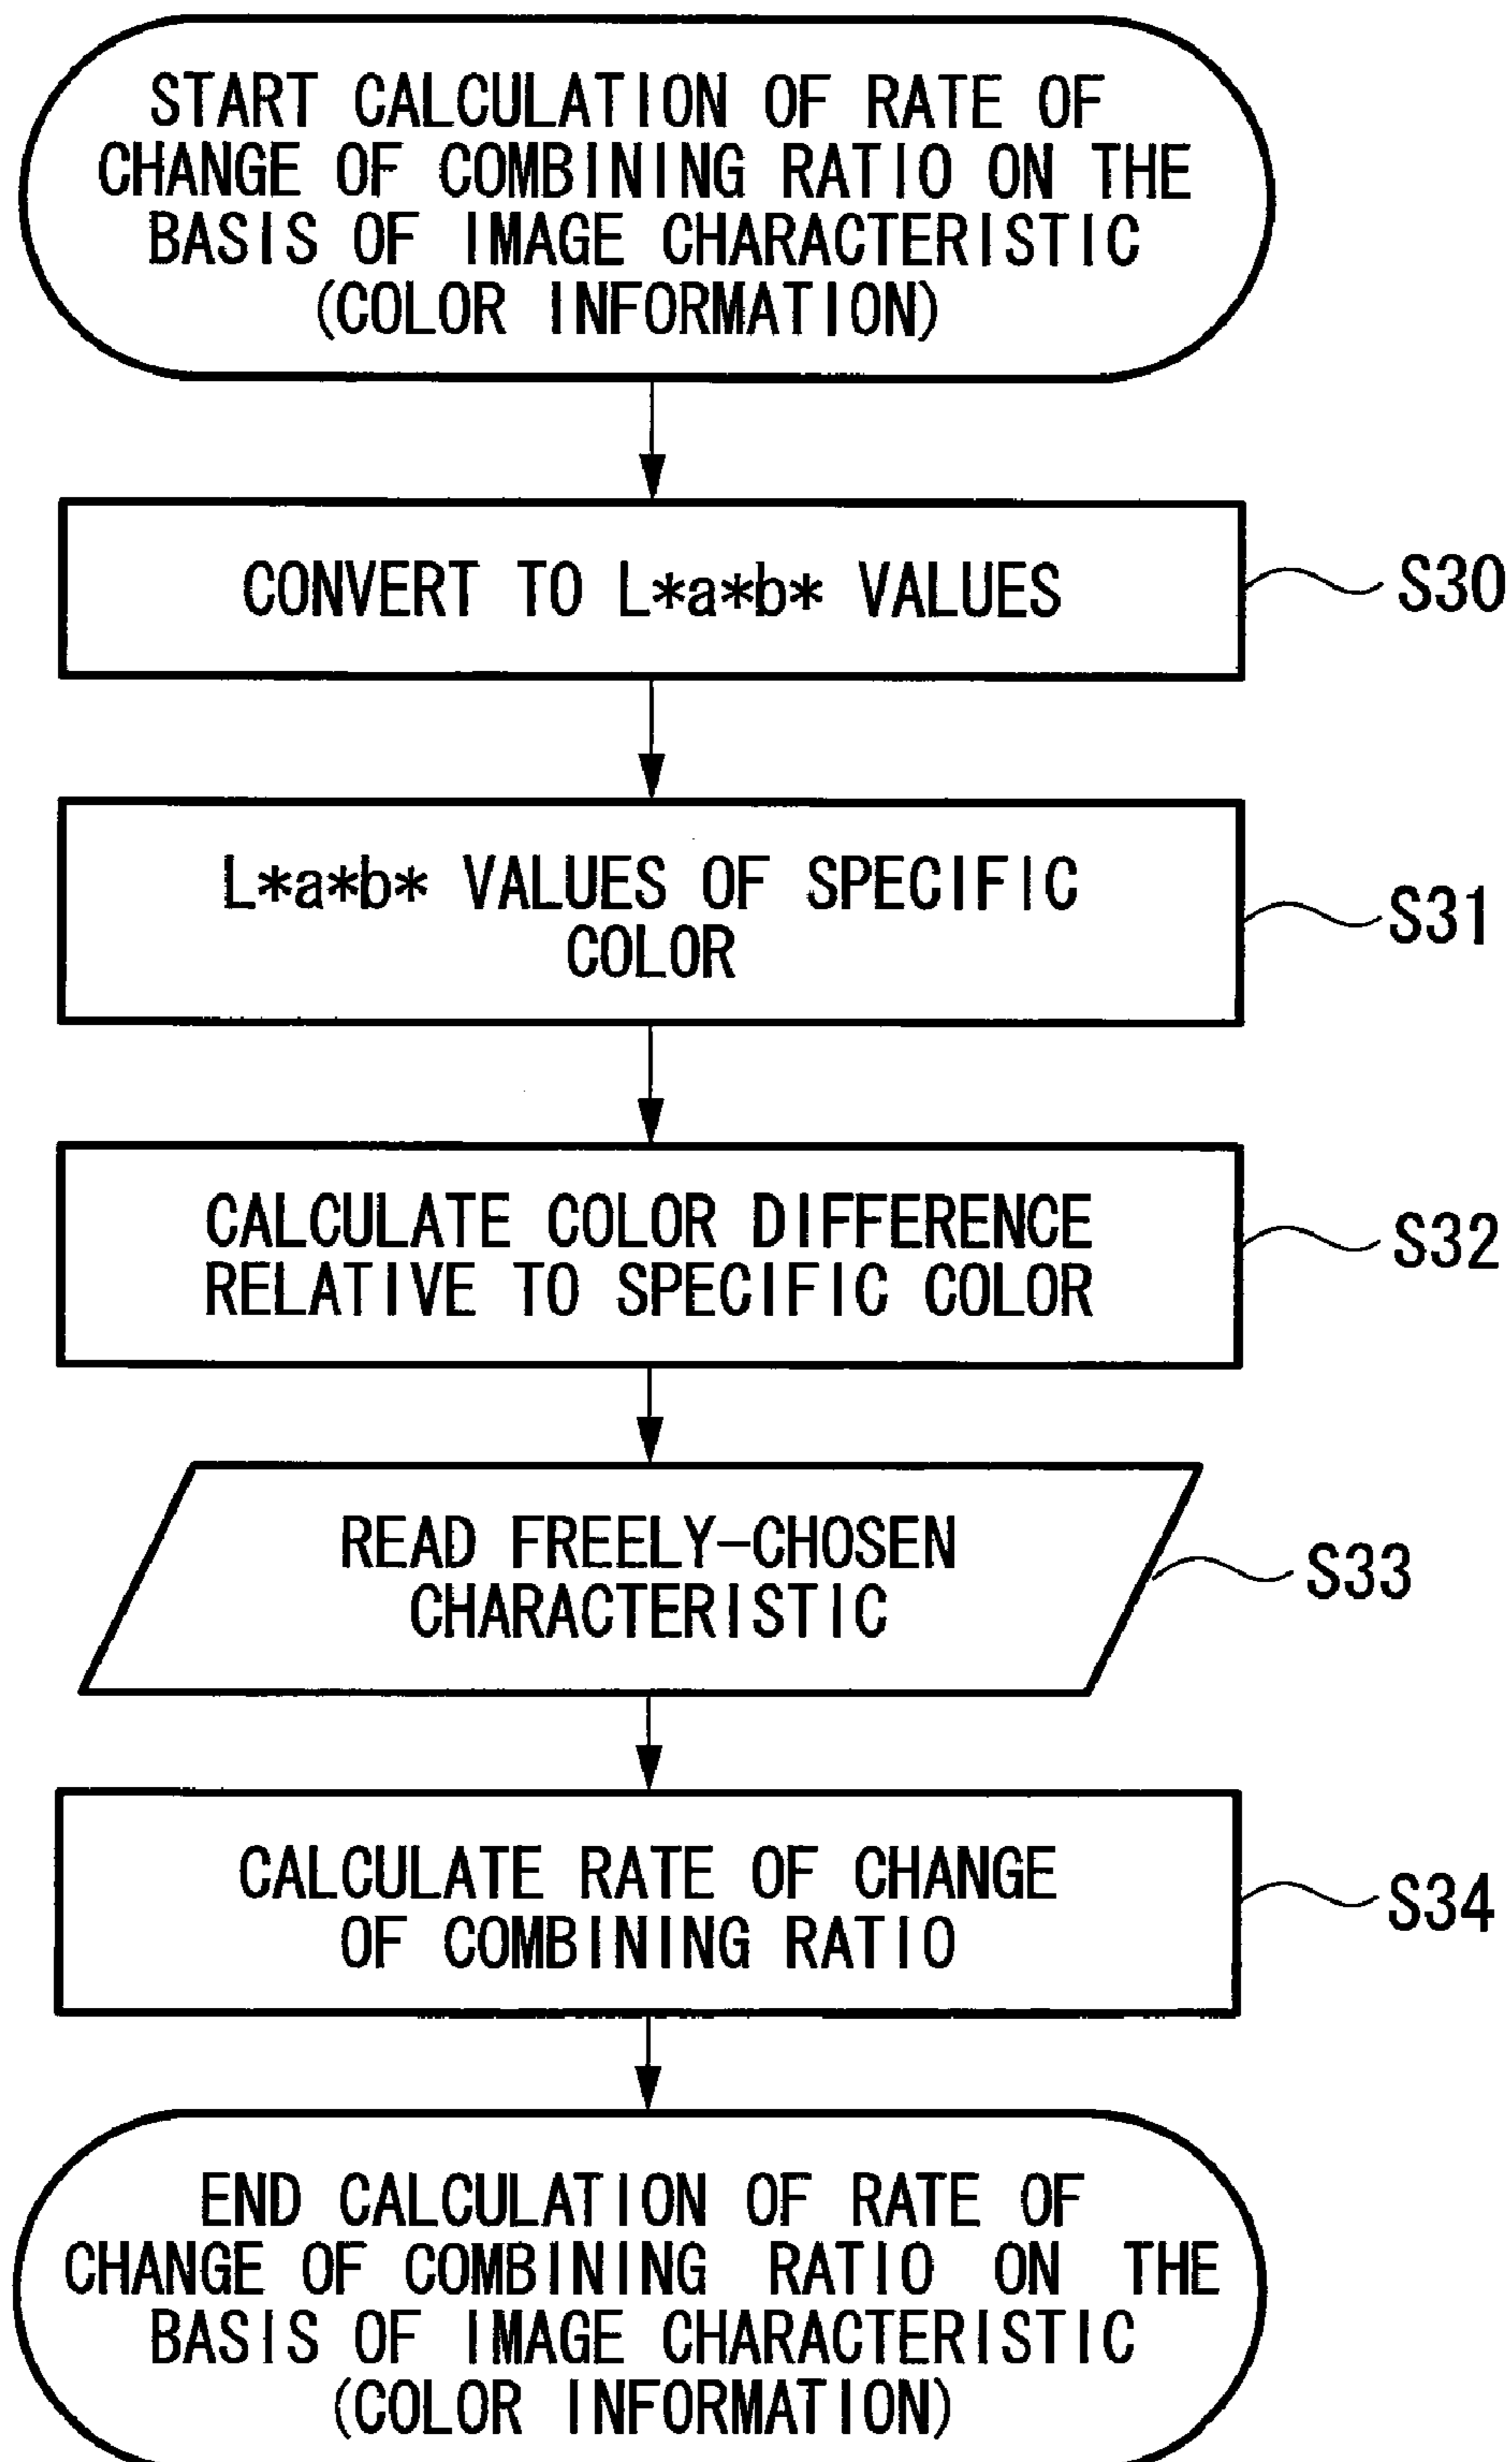 START CALCULATION OF RATE OF
CHANGE OF COMBINING RATIO ON THE
BASIS OF IMAGE CHARACTERISTIC
(COLOR INFORMATION)
CONVERT TO L*a*b* VALUES
S30
L*a*b* VALUES OF SPECIFIC
COLOR
S31
CALCULATE COLOR DIFFERENCE
RELATIVE TO SPECIFIC COLOR
S32
READ FREELY-CHOSEN
CHARACTERISTIC
S33
CALCULATE RATE OF CHANGE
OF COMBINING RATIO
S34
END CALCULATION OF RATE OF
CHANGE OF COMBINING RATIO ON THE
BASIS OF IMAGE CHARACTERISTIC
(COLOR INFORMATION)